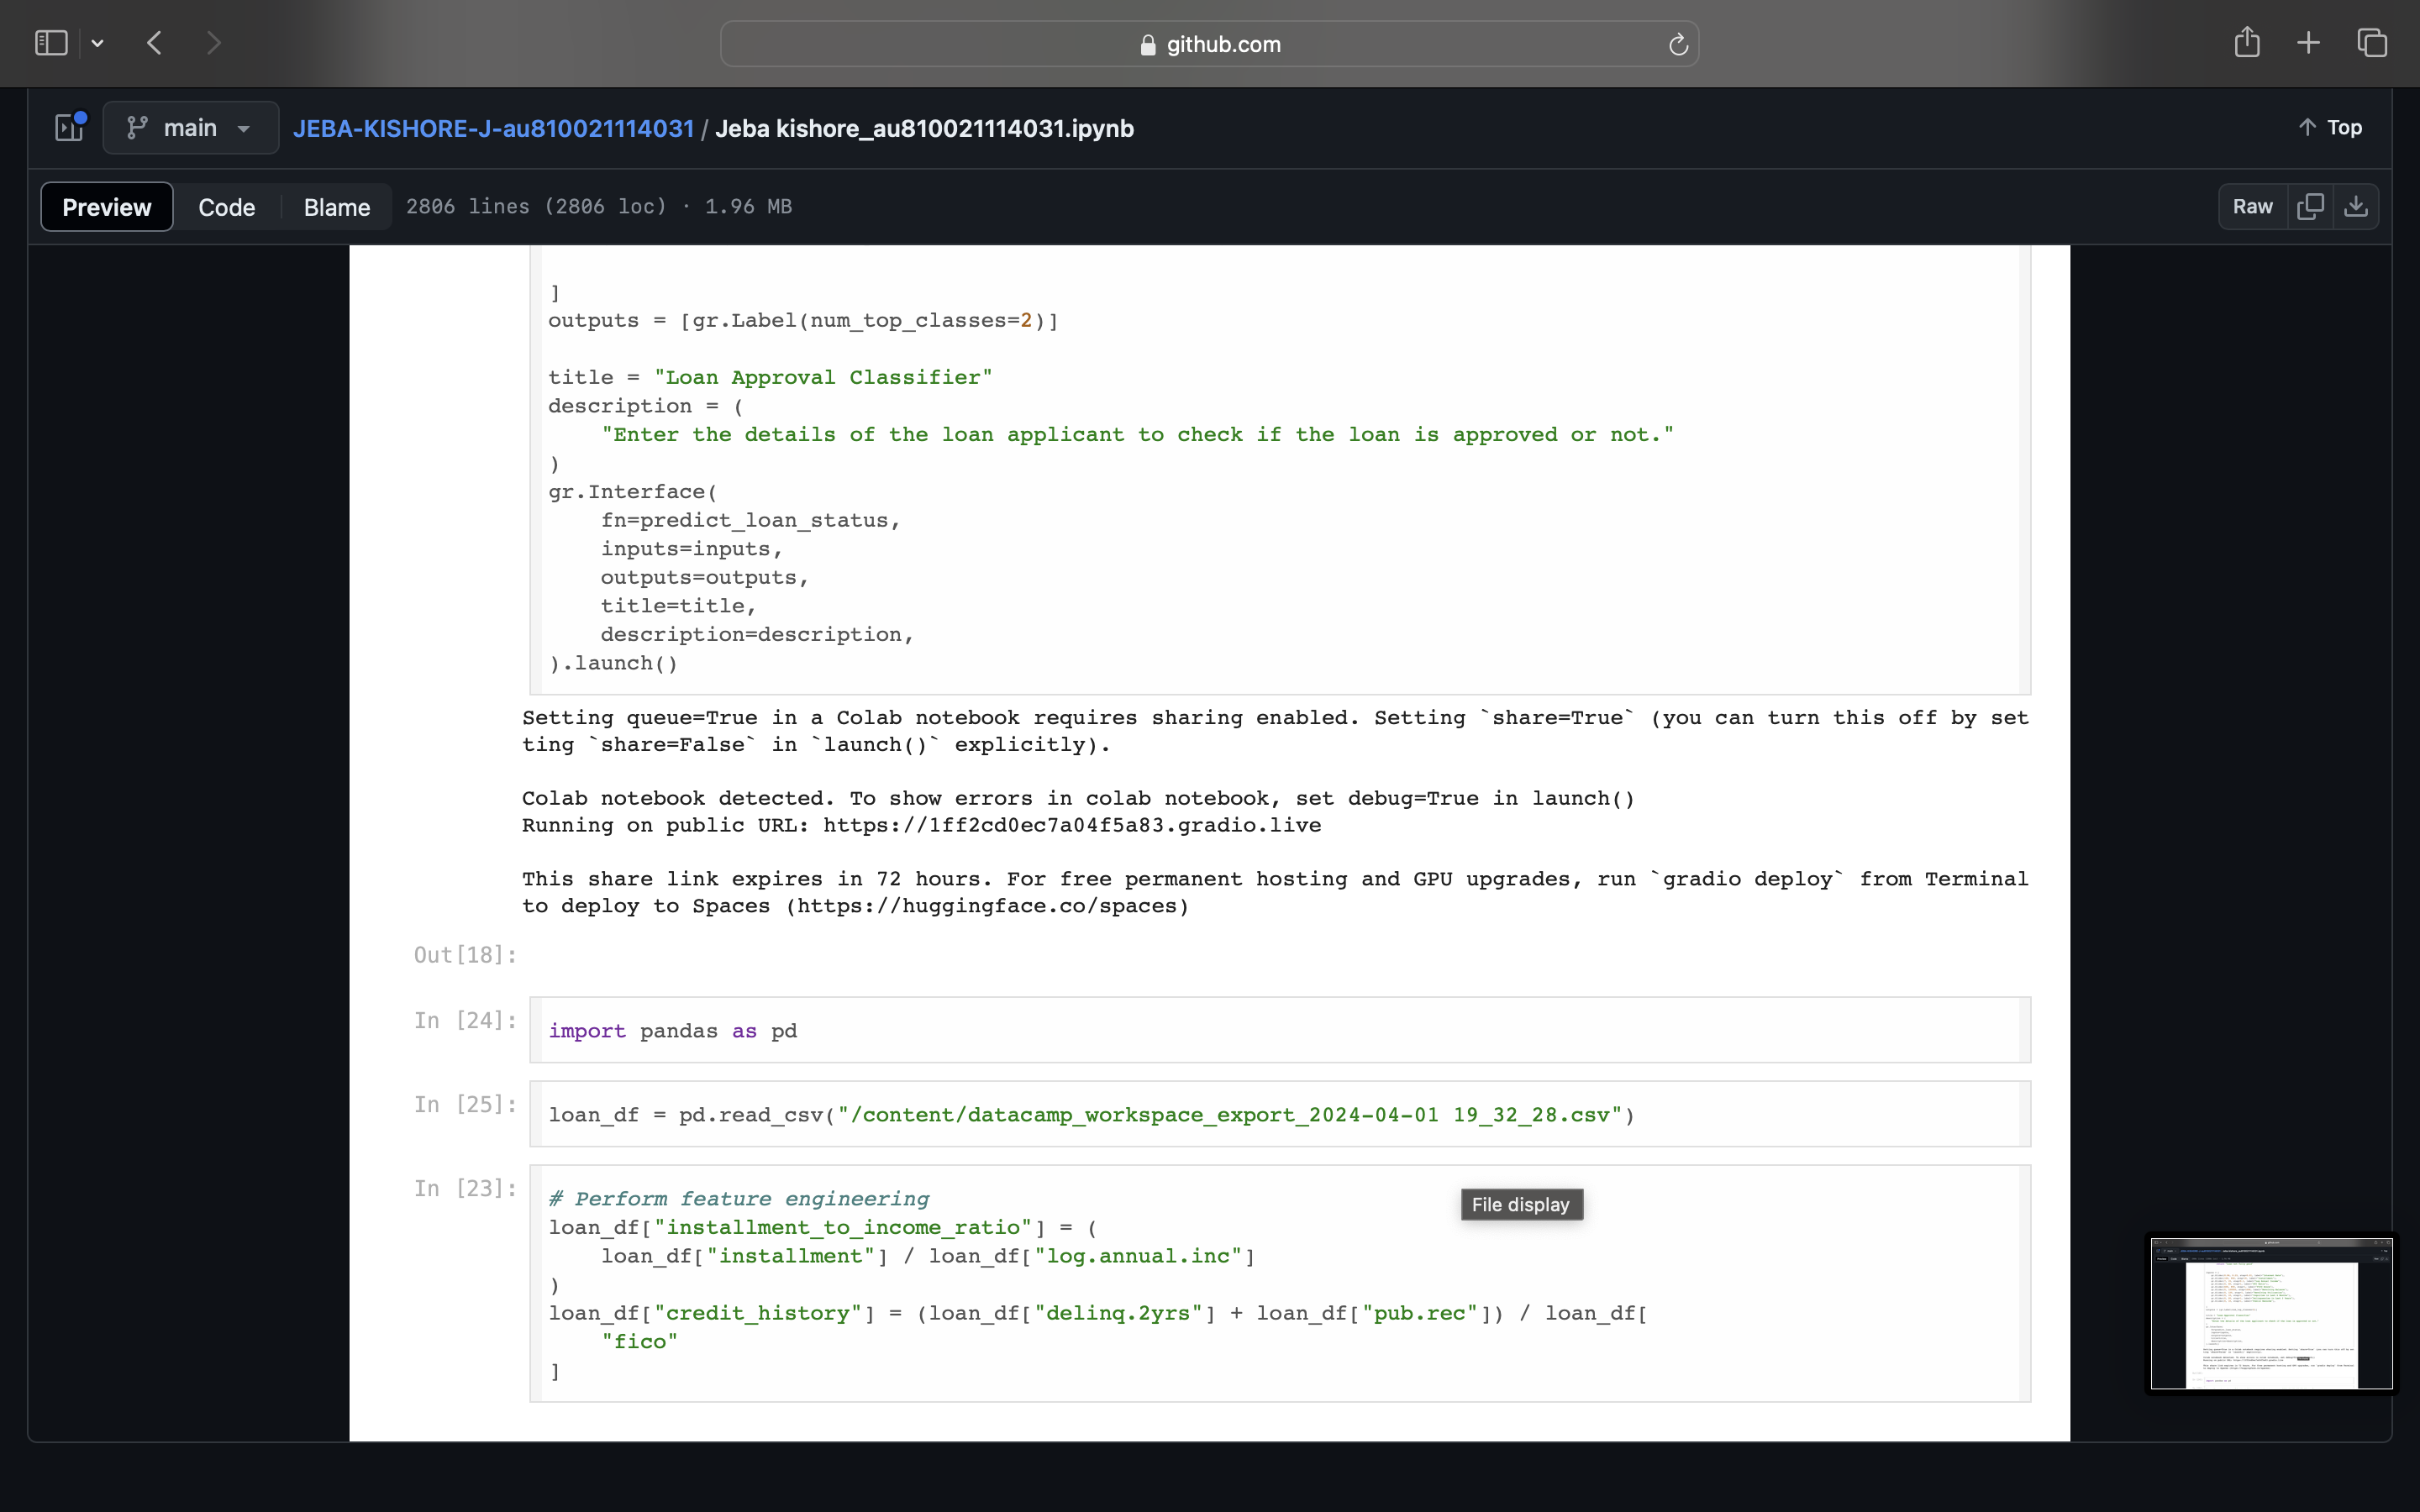 github.com
main
JEBA-KISHORE-J-au810021114031 / Jeba kishore_au810021114031.ipynb
Top
Preview
Code
Blame
2806 lines (2806 loc) · 1.96 MB
Raw
]
outputs = [gr.Label(num_top_classes=2)]
title = "Loan Approval Classifier"
description = (
"Enter the details of the loan applicant to check if the loan is approved or not."
)
gr.Interface(
fn=predict_loan_status,
inputs=inputs,
outputs=outputs,
title=title,
description=description,
).launch()
Setting queue=True in a Colab notebook requires sharing enabled. Setting `share=True` (you can turn this off by set
ting `share=False` in `launch()` explicitly).
Colab notebook detected. To show errors in colab notebook, set debug=True in launch()
Running on public URL: https://1ff2cd0ec7a04f5a83.gradio.live
This share link expires in 72 hours. For free permanent hosting and GPU upgrades, run `gradio deploy` from Terminal
to deploy to Spaces (https://huggingface.co/spaces)
Out[18]:
In [24]:
import pandas as pd
In [25]:
loan_df = pd.read_csv("/content/datacamp_workspace_export_2024-04-01 19_32_28.csv")
In [23]:
# Perform feature engineering
File display
loan_df["installment_to_income_ratio"] = (
loan_df["installment"] / loan_df["log.annual.inc"]
)
loan_df["credit_history"] = (loan_df["delinq.2yrs"] + loan_df["pub.rec"]) / loan_df[
"fico"
]